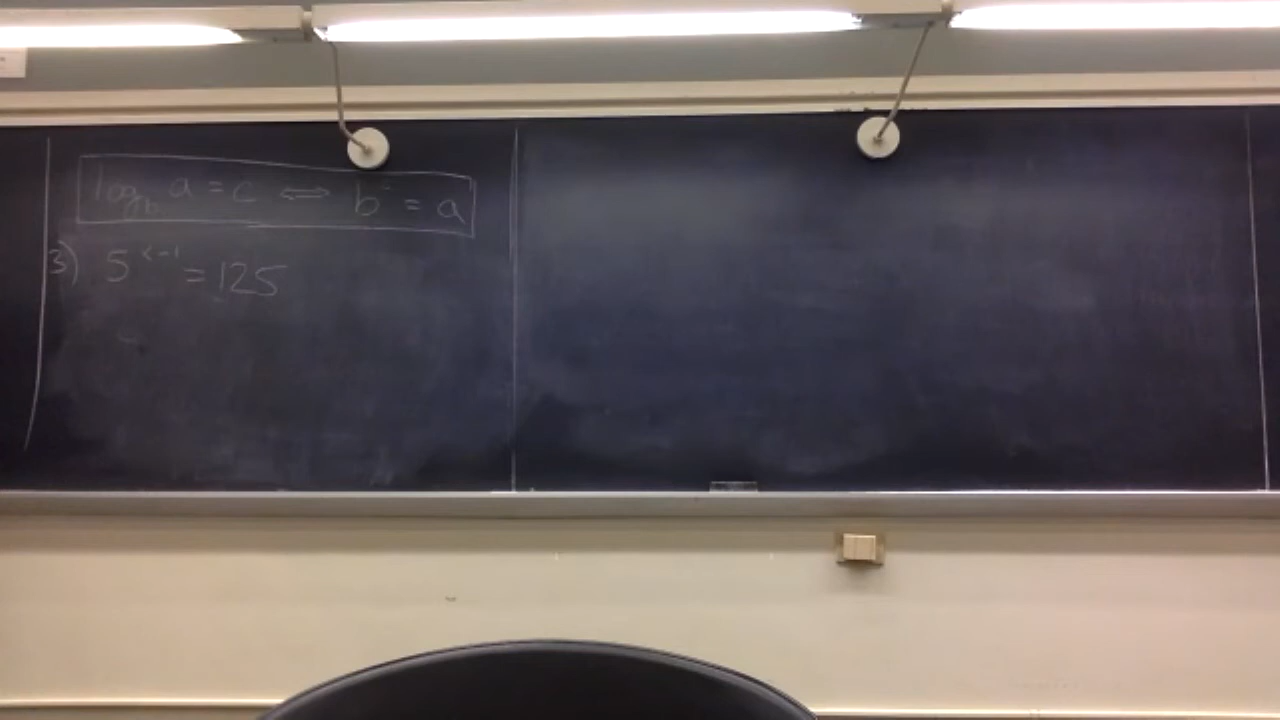 log_b a = c ⟺ b^c = a
3) 5^{x-1} = 125